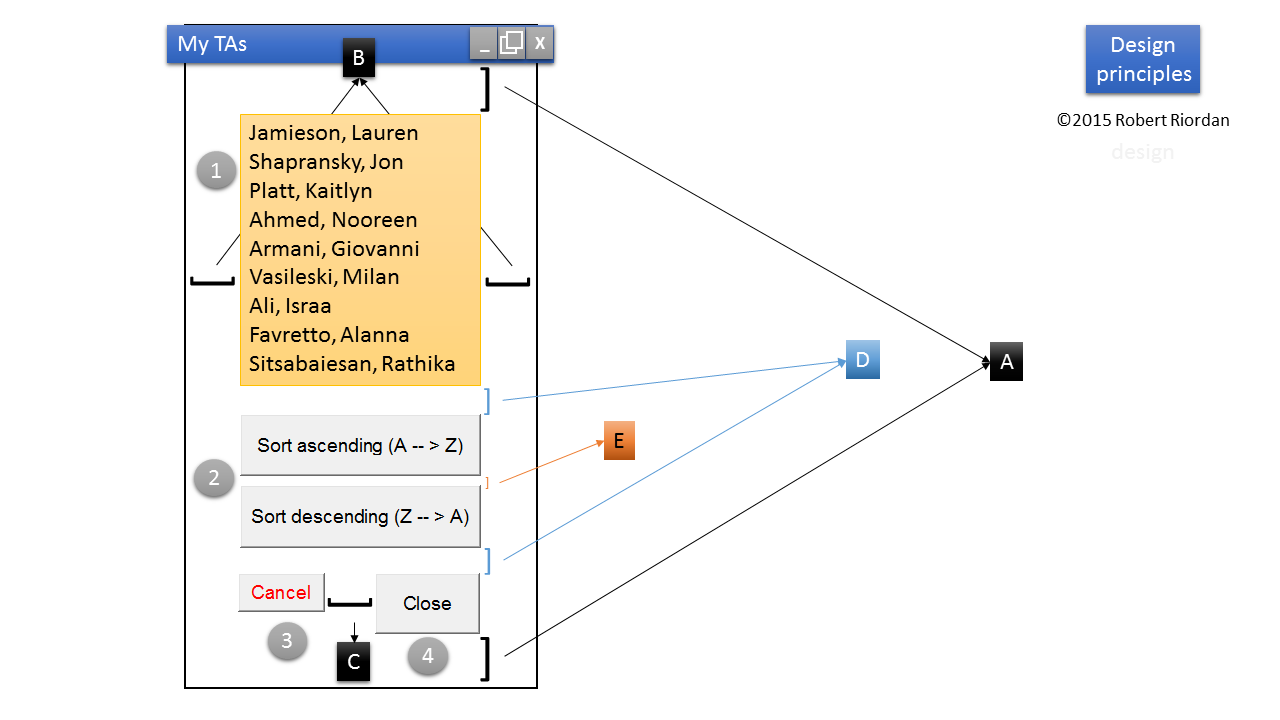 My TAs
_
X
B
Design
principles
©2015 Robert Riordan
design
Jamieson, Lauren
Shapransky, Jon
Platt, Kaitlyn
Ahmed, Nooreen
Armani, Giovanni
Vasileski, Milan
Ali, Israa
Favretto, Alanna
Sitsabaiesan, Rathika
1
D
A
Sort ascending (A -- > Z)
E
2
Sort descending (Z -- > A)
Cancel
Close
3
C
4